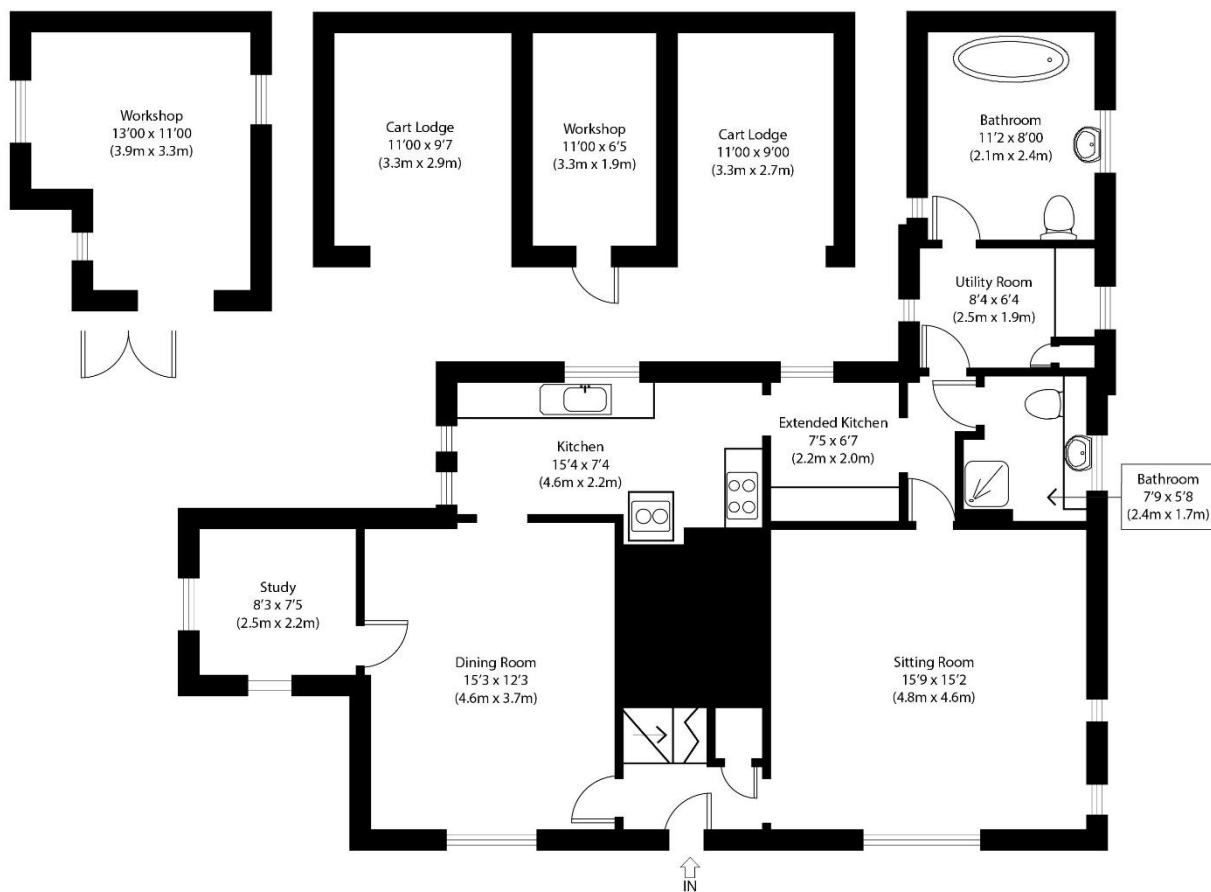 Workshop
13'00 x 11'00
(3.9m x 3.3m)
Cart Lodge
11'00 x 9'7
(3.3m x 2.9m)
Workshop
11'00 x 6'5
(3.3m x 1.9m)
Cart Lodge
11'00 x 9'00
(3.3m x 2.7m)
Bathroom
11'2 x 8'00
(2.1m x 2.4m)
Utility Room
8'4 x 6'4
(2.5m x 1.9m)
Kitchen
15'4 x 7'4
(4.6m x 2.2m)
Extended Kitchen
7'5 x 6'7
(2.2m x 2.0m)
Bathroom
7'9 x 5'8
(2.4m x 1.7m)
Study
8'3 x 7'5
(2.5m x 2.2m)
Dining Room
15'3 x 12'3
(4.6m x 3.7m)
Sitting Room
15'9 x 15'2
(4.8m x 4.6m)
IN